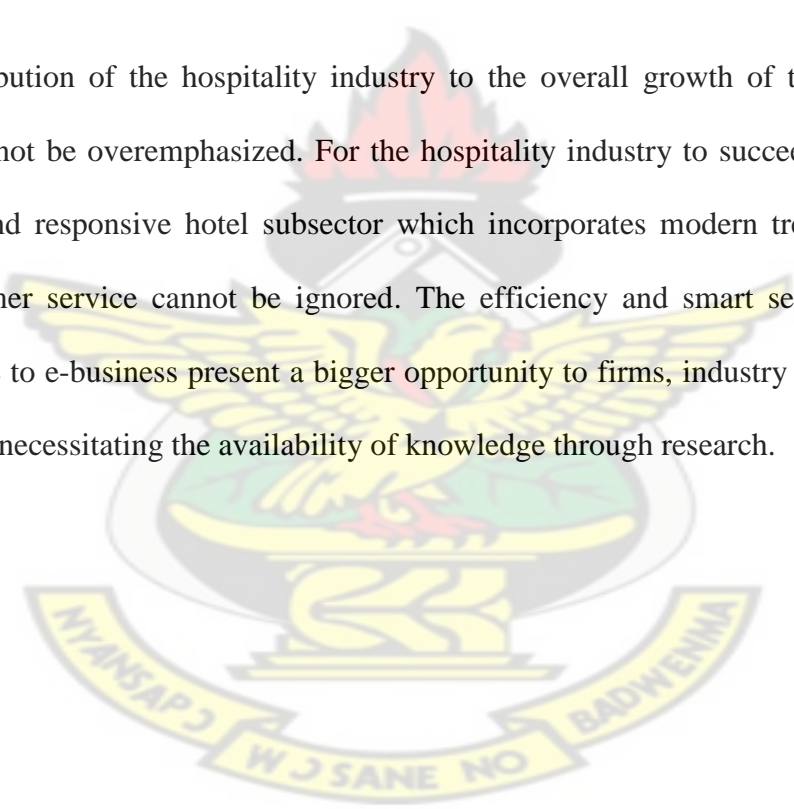 bution of the hospitality industry to the overall growth of t
not be overemphasized. For the hospitality industry to succee
nd responsive hotel subsector which incorporates modern tre
ner service cannot be ignored. The efficiency and smart se
to e-business present a bigger opportunity to firms, industry
necessitating the availability of knowledge through research.
NYANSAPƆ WƆSANE NO BADWENMA